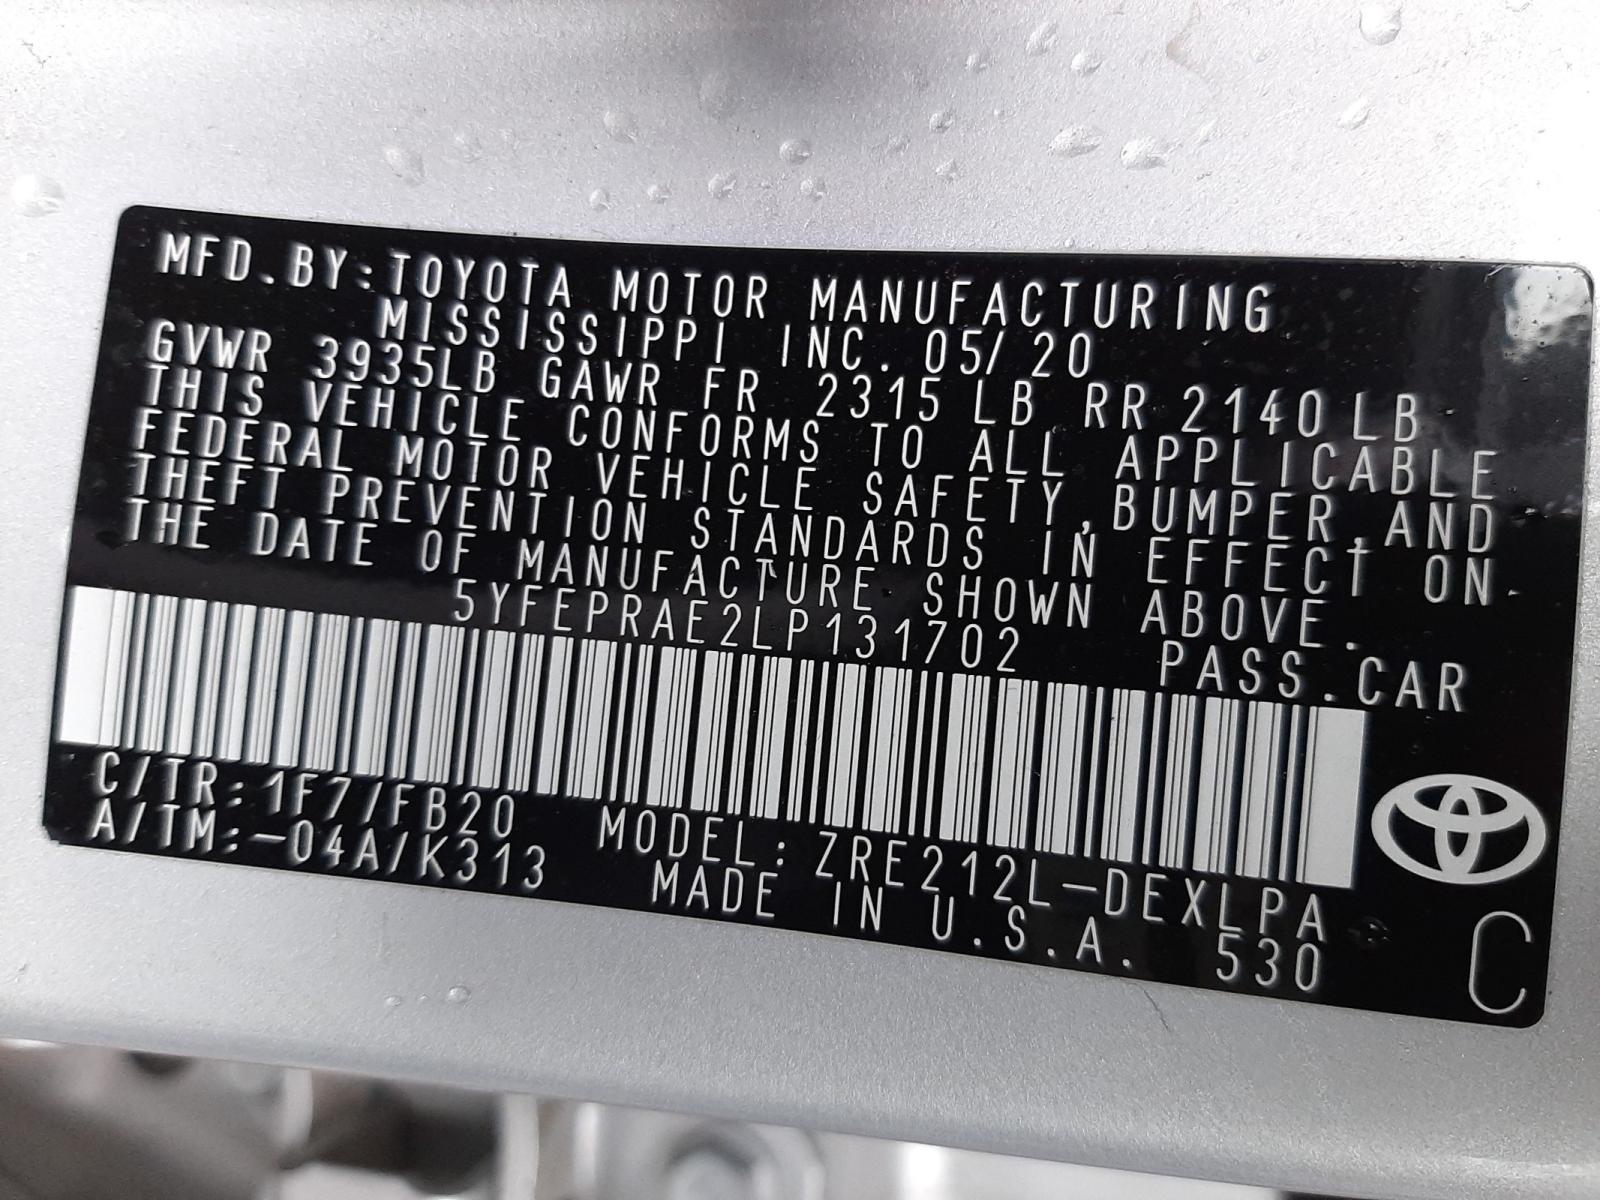 MFD.BY:TOYOTA MOTOR MANUFACTURING
MISSISSIPPI INC. 05/20
GVWR 3935LB GAWR FR 2315LB RR 2140LB
THIS VEHICLE CONFORMS TO ALL APPLICABLE
FEDERAL MOTOR VEHICLE SAFETY,BUMPER,AND
THEFT PREVENTION STANDARDS IN EFFECT ON
THE DATE OF MANUFACTURE SHOWN ABOVE.
5YFEPRAE2LP131702 PASS.CAR
C/TR:1F7/FB20 MODEL:ZRE212L-DEXLPA
A/TM:-04A/K313 MADE IN U.S.A. 530
C